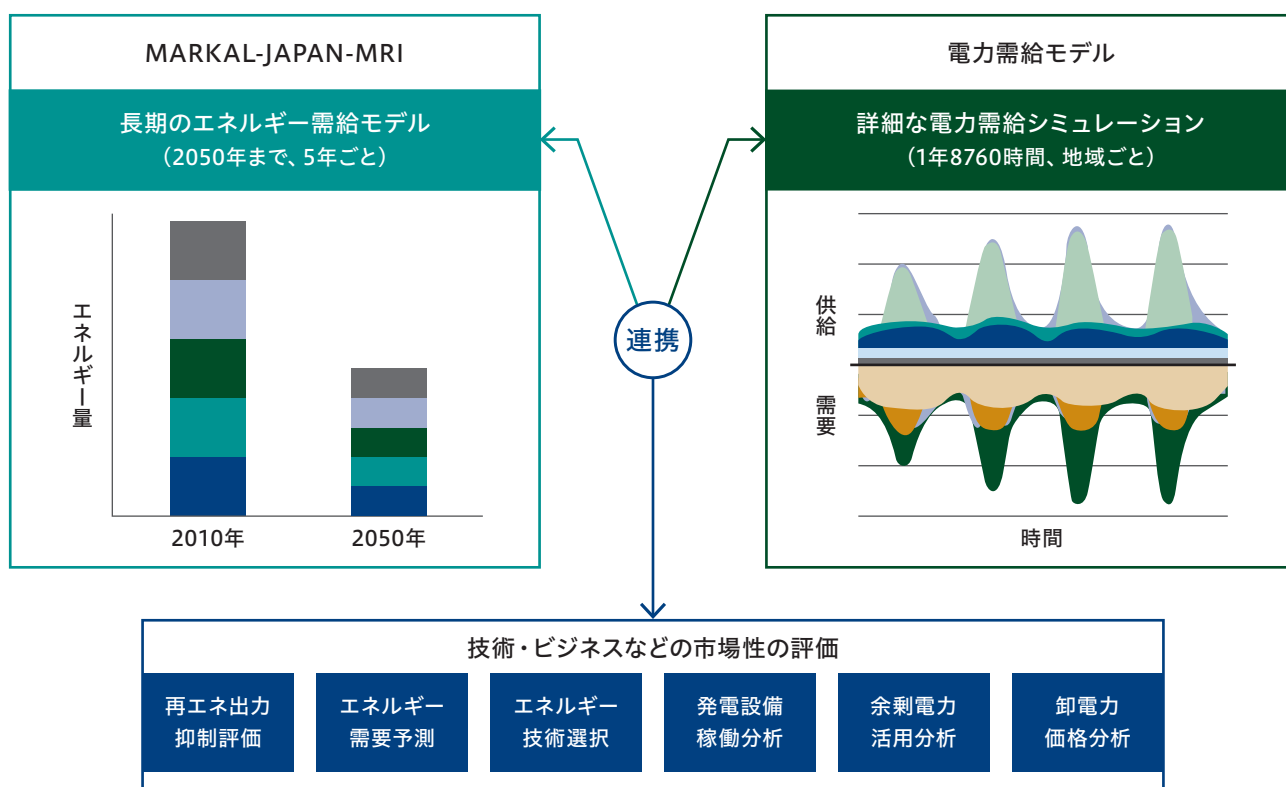 MARKAL-JAPAN-MRI
長期のエネルギー需給モデル
（2050年まで、5年ごと）
エネルギー量
2010年
2050年
連携
電力需給モデル
詳細な電力需給シミュレーション
（1年8760時間、地域ごと）
供給
需要
時間
技術・ビジネスなどの市場性の評価
再エネ出力
抑制評価
エネルギー
需要予測
エネルギー
技術選択
発電設備
稼働分析
余剰電力
活用分析
卸電力
価格分析